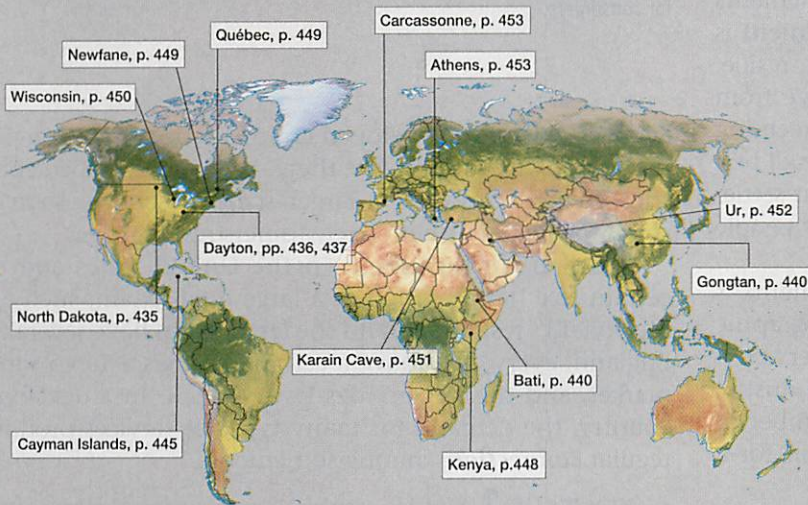 Carcassonne, p. 453
Québec, p. 449
Newfane, p. 449
Athens, p. 453
Wisconsin, p. 450
Ur, p. 452
Dayton, pp. 436, 437
Gongtan, p. 440
North Dakota, p. 435
Karain Cave, p. 451
Bati, p. 440
Cayman Islands, p. 445
Kenya, p.448